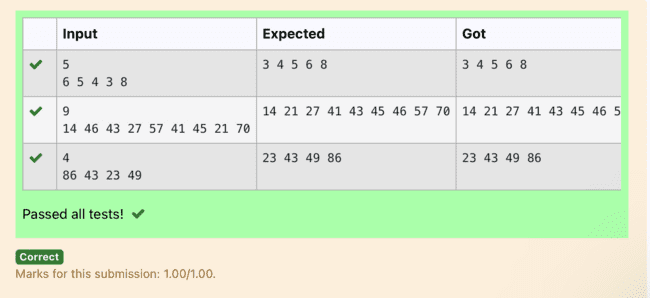 Input Expected Got
5 3 4 5 6 8 3 4 5 6 8
6 5 4 3 8
9 14 21 27 41 43 45 46 57 70 14 21 27 41 43 45 46 5
14 46 43 27 57 41 45 21 70
4 23 43 49 86 23 43 49 86
86 43 23 49
Passed all tests!
Correct
Marks for this submission: 1.00/1.00.